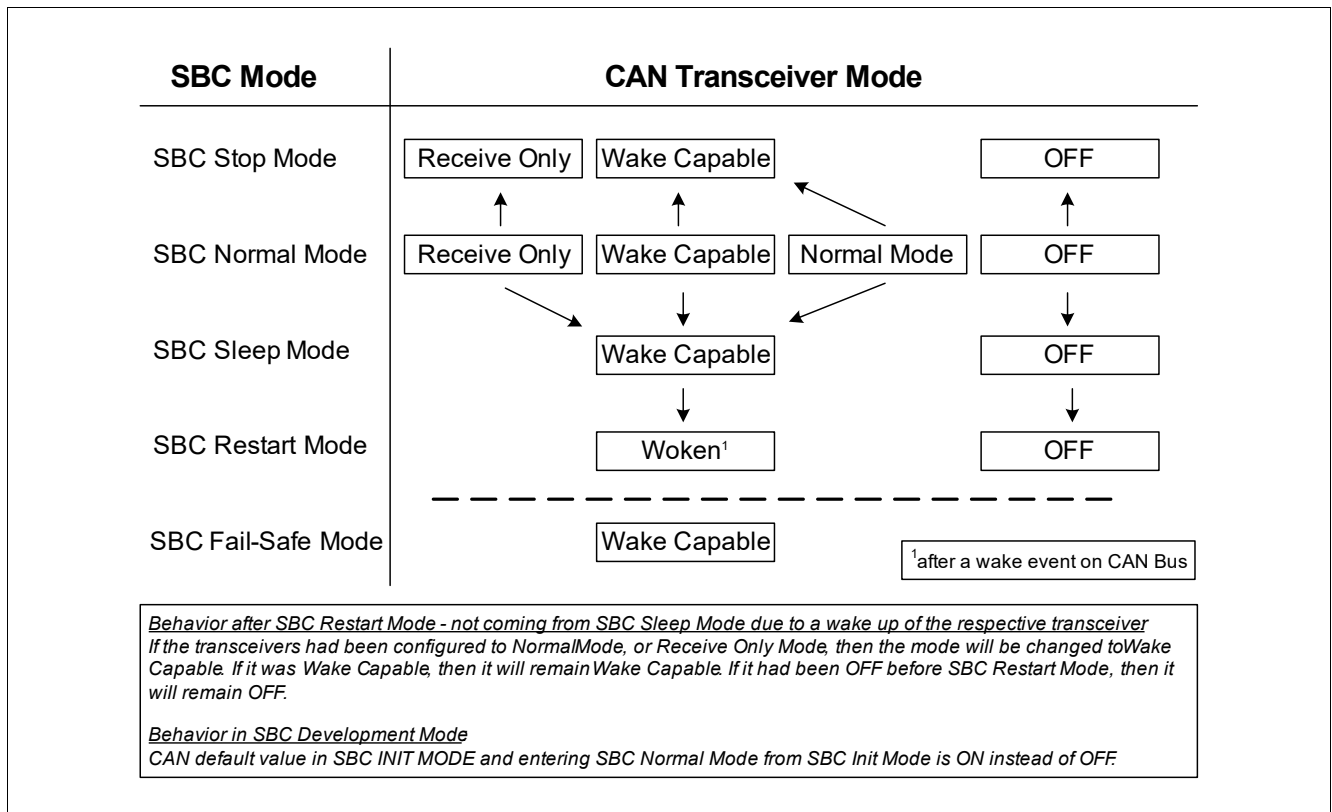 SBC Mode CAN Transceiver Mode
SBC Stop Mode Receive Only Wake Capable OFF
SBC Normal Mode Receive Only Wake Capable Normal Mode OFF
SBC Sleep Mode Wake Capable OFF
SBC Restart Mode Woken¹ OFF
SBC Fail-Safe Mode Wake Capable
¹after a wake event on CAN Bus
Behavior after SBC Restart Mode - not coming from SBC Sleep Mode due to a wake up of the respective transceiver
If the transceivers had been configured to NormalMode, or Receive Only Mode, then the mode will be changed toWake
Capable. If it was Wake Capable, then it will remainWake Capable. If it had been OFF before SBC Restart Mode, then it
will remain OFF.
Behavior in SBC Development Mode
CAN default value in SBC INIT MODE and entering SBC Normal Mode from SBC Init Mode is ON instead of OFF.